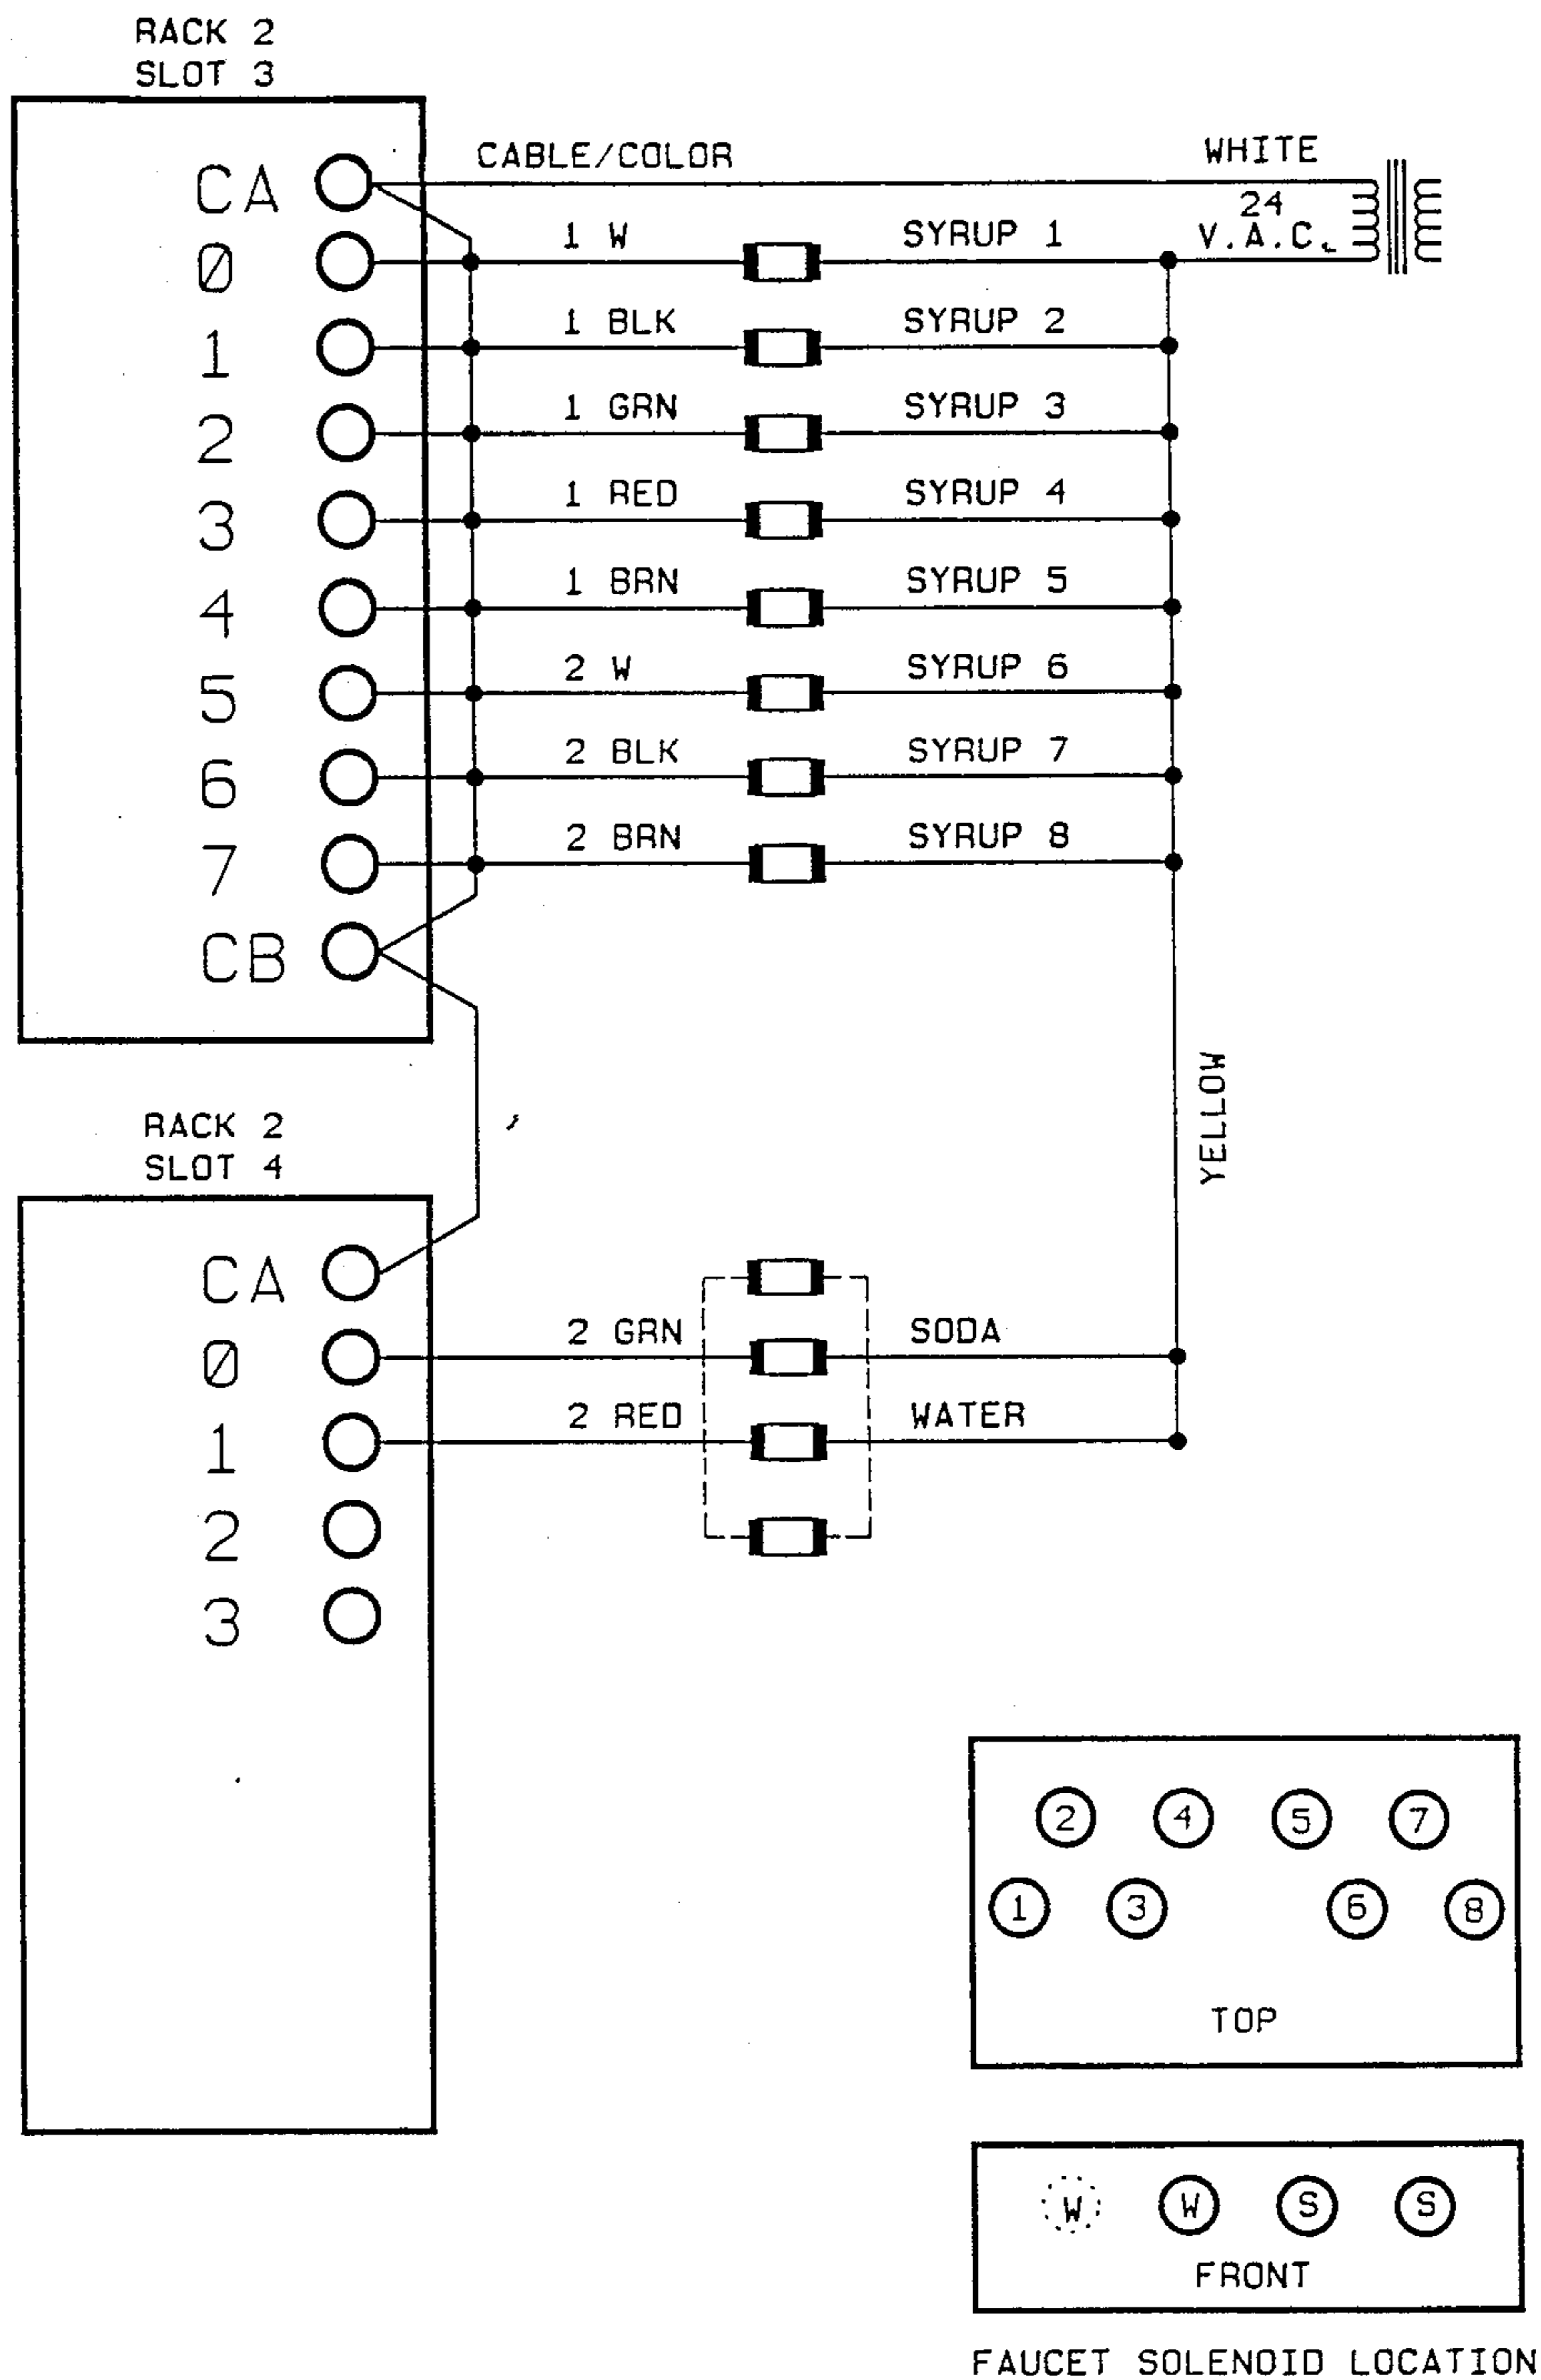 RACK 2
SLOT 3
CABLE/COLOR
WHITE
CA
24
V.A.C.
0
1 W
SYRUP 1
1
1 BLK
SYRUP 2
2
1 GRN
SYRUP 3
3
1 RED
SYRUP 4
4
1 BRN
SYRUP 5
5
2 W
SYRUP 6
6
2 BLK
SYRUP 7
7
2 BRN
SYRUP 8
CB
YELLOW
RACK 2
SLOT 4
CA
0
2 GRN
SODA
1
2 RED
WATER
2
3
2 4 5 7
1 3 6 8
TOP
W W S S
FRONT
FAUCET SOLENOID LOCATION